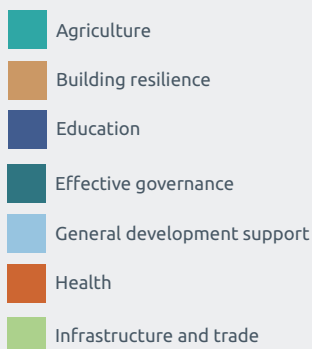 Agriculture
Building resilience
Education
Effective governance
General development support
Health
Infrastructure and trade